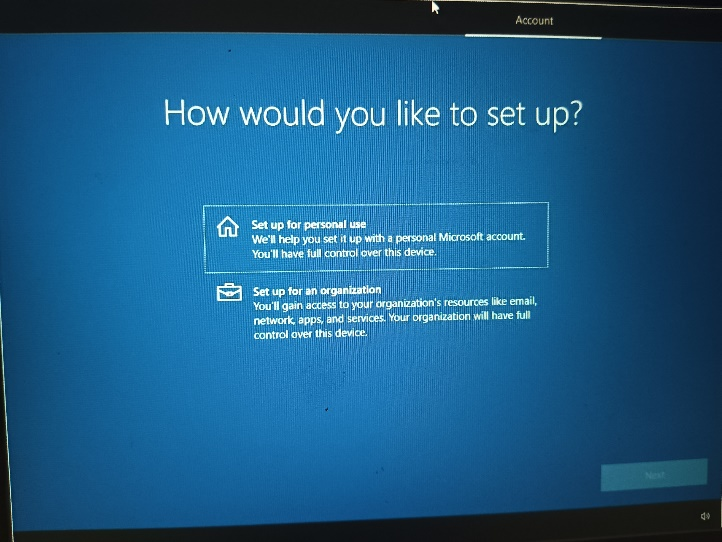 Account
How would you like to set up?
Set up for personal use
We'll help you set it up with a personal Microsoft account.
You'll have full control over this device.
Set up for an organization
You'll gain access to your organization's resources like email,
network, apps, and services. Your organization will have full
control over this device.
Next